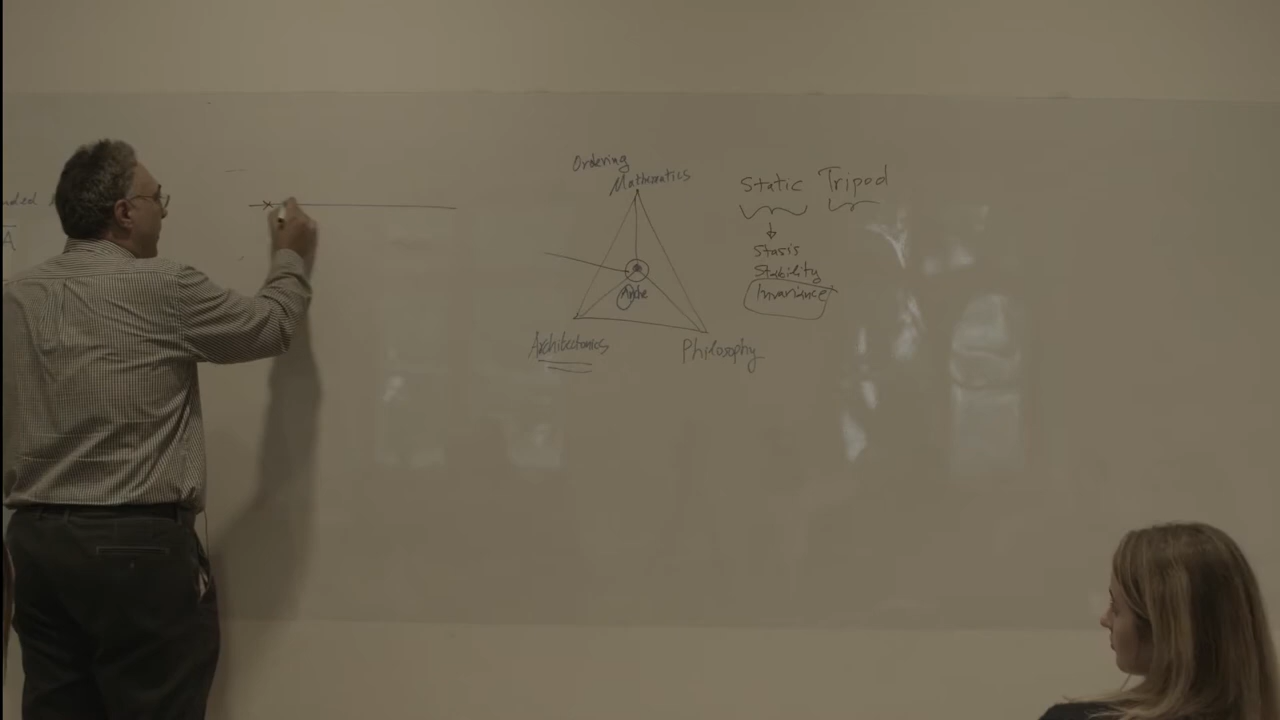 A
Ordering
Mathematics
Arche
Architectonics
Philosophy
Static Tripod
Stasis
Stability
Invariance